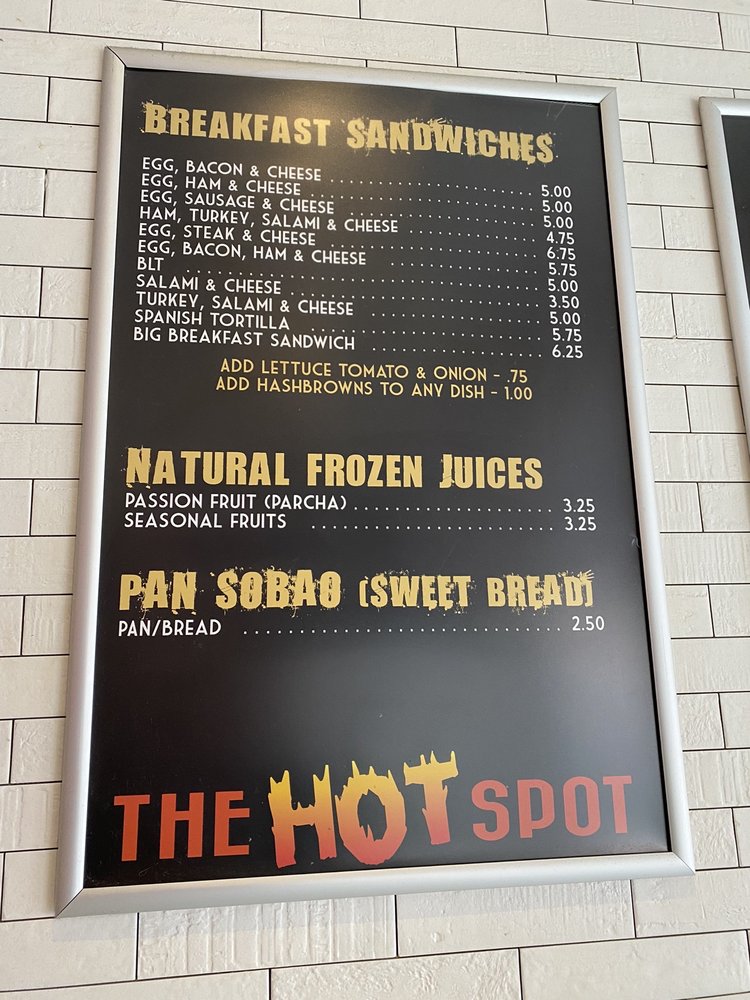 BREAKFAST SANDWICHES
EGG, BACON & CHEESE 5.00
EGG, HAM & CHEESE 5.00
EGG, SAUSAGE & CHEESE 5.00
HAM, TURKEY, SALAMI & CHEESE 4.75
EGG, STEAK & CHEESE 6.75
EGG, BACON, HAM & CHEESE 5.75
BLT 5.00
SALAMI & CHEESE 3.50
TURKEY, SALAMI & CHEESE 5.00
SPANISH TORTILLA 5.75
BIG BREAKFAST SANDWICH 6.25
ADD LETTUCE TOMATO & ONION - .75
ADD HASHBROWNS TO ANY DISH - 1.00
NATURAL FROZEN JUICES
PASSION FRUIT (PARCHA) 3.25
SEASONAL FRUITS 3.25
PAN SOBAO (SWEET BREAD)
PAN/BREAD 2.50
THE HOT SPOT